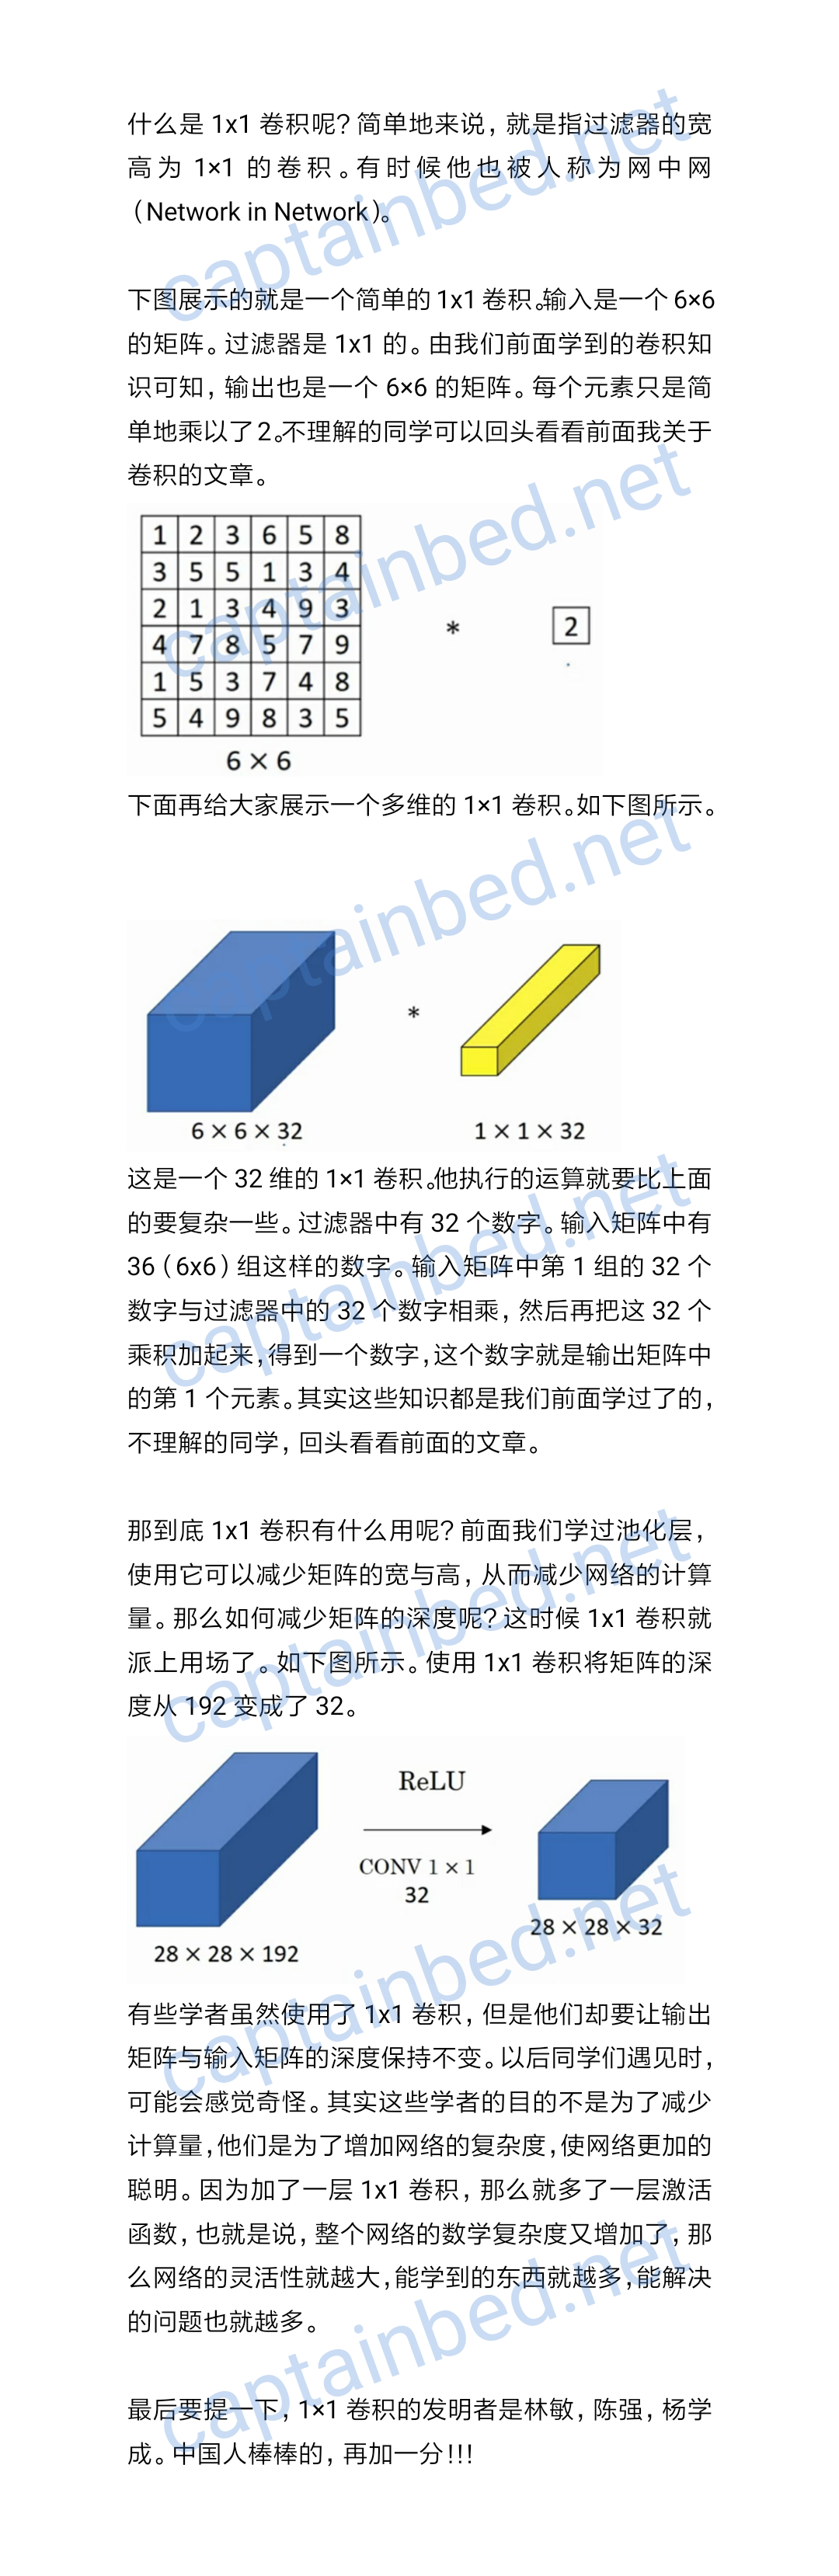 什么是 1x1 卷积呢?简单地来说，就是指过滤器的宽
高为 1×1 的卷积。有时候他也被人称为网中网
（Network in Network）。
下图展示的就是一个简单的 1x1 卷积。输入是一个 6×6
的矩阵。过滤器是 1x1 的。由我们前面学到的卷积知
识可知，输出也是一个 6×6 的矩阵。每个元素只是简
单地乘以了 2。不理解的同学可以回头看看前面我关于
卷积的文章。
1 2 3 6 5 8
3 5 5 1 3 4
2 1 3 4 9 3
* 2
4 7 8 5 7 9
1 5 3 7 4 8
5 4 9 8 3 5
6 × 6
下面再给大家展示一个多维的 1×1 卷积。如下图所示。
*
6 × 6 × 32 1 × 1 × 32
这是一个 32 维的 1×1 卷积。他执行的运算就要比上面
的要复杂一些。过滤器中有 32 个数字。输入矩阵中有
36（6x6）组这样的数字。输入矩阵中第 1 组的 32 个
数字与过滤器中的 32 个数字相乘，然后再把这 32 个
乘积加起来，得到一个数字，这个数字就是输出矩阵中
的第 1 个元素。其实这些知识都是我们前面学过了的，
不理解的同学，回头看看前面的文章。
那到底 1x1 卷积有什么用呢?前面我们学过池化层，
使用它可以减少矩阵的宽与高，从而减少网络的计算
量。那么如何减少矩阵的深度呢?这时候 1x1 卷积就
派上用场了。如下图所示。使用 1x1 卷积将矩阵的深
度从 192 变成了 32。
ReLU
CONV 1 × 1
32
28 × 28 × 32
28 × 28 × 192
有些学者虽然使用了 1x1 卷积，但是他们却要让输出
矩阵与输入矩阵的深度保持不变。以后同学们遇见时，
可能会感觉奇怪。其实这些学者的目的不是为了减少
计算量，他们是为了增加网络的复杂度，使网络更加的
聪明。因为加了一层 1x1 卷积，那么就多了一层激活
函数，也就是说，整个网络的数学复杂度又增加了，那
么网络的灵活性就越大，能学到的东西就越多，能解决
的问题也就越多。
最后要提一下，1×1 卷积的发明者是林敏，陈强，杨学
成。中国人棒棒的，再加一分!!!
captainbed.net
captainbed.net
captainbed.net
captainbed.net
captainbed.net
captainbed.net
captainbed.net